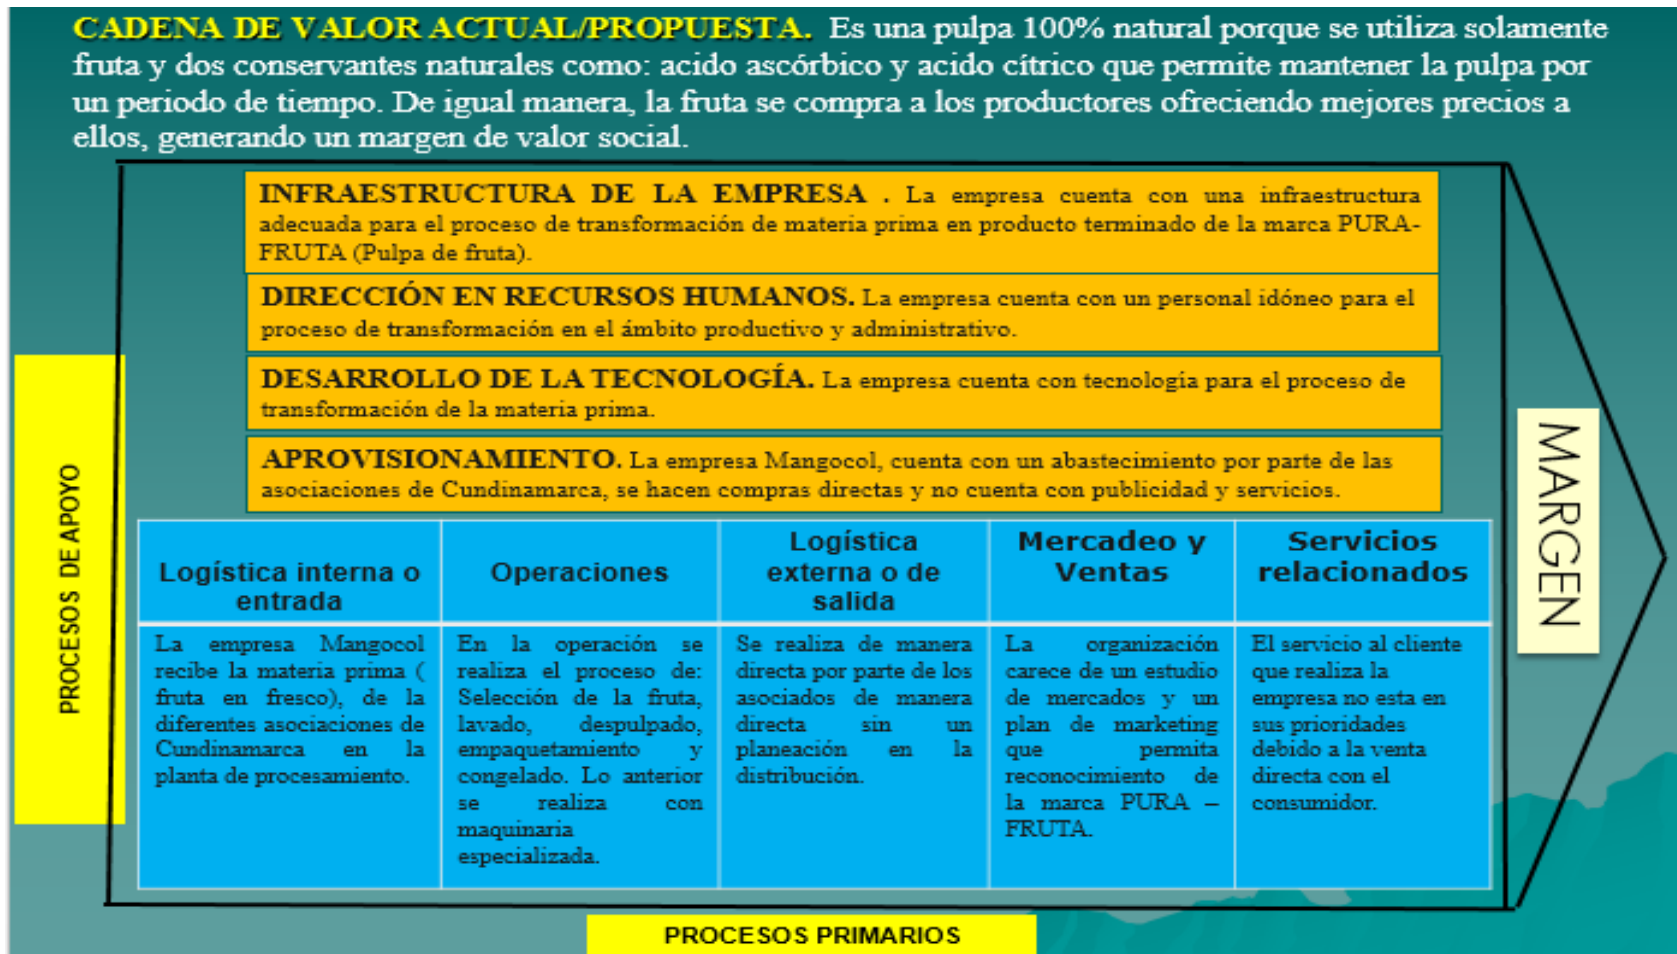 CADENA DE VALOR ACTUAL/PROPUESTA. Es una pulpa 100% natural porque se utiliza solamente
fruta y dos conservantes naturales como: acido ascórbico y acido cítrico que permite mantener la pulpa por
un periodo de tiempo. De igual manera, la fruta se compra a los productores ofreciendo mejores precios a
ellos, generando un margen de valor social.
INFRAESTRUCTURA DE LA EMPRESA . La empresa cuenta con una infraestructura
adecuada para el proceso de transformación de materia prima en producto terminado de la marca PURA-
FRUTA (Pulpa de fruta).
DIRECCIÓN EN RECURSOS HUMANOS. La empresa cuenta con un personal idóneo para el
proceso de transformación en el ámbito productivo y administrativo.
DESARROLLO DE LA TECNOLOGÍA. La empresa cuenta con tecnología para el proceso de
transformación de la materia prima.
APROVISIONAMIENTO. La empresa Mangocol, cuenta con un abastecimiento por parte de las
asociaciones de Cundinamarca, se hacen compras directas y no cuenta con publicidad y servicios.
PROCESOS DE APOYO
Logística interna o
entrada
La empresa Mangocol
recibe la materia prima (
fruta en fresco), de la
diferentes asociaciones de
Cundinamarca en la
planta de procesamiento.
Operaciones
En la operación se
realiza el proceso de:
Selección de la fruta,
lavado, despulpado,
empaquetamiento y
congelado. Lo anterior
se realiza con
maquinaria
especializada.
Logística
externa o de
salida
Se realiza de manera
directa por parte de los
asociados de manera
directa sin un
planeación en la
distribución.
Mercadeo y
Ventas
La organización
carece de un estudio
de mercados y un
plan de marketing
que permita
reconocimiento de
la marca PURA –
FRUTA.
Servicios
relacionados
El servicio al cliente
que realiza la
empresa no esta en
sus prioridades
debido a la venta
directa con el
consumidor.
MARGEN
PROCESOS PRIMARIOS